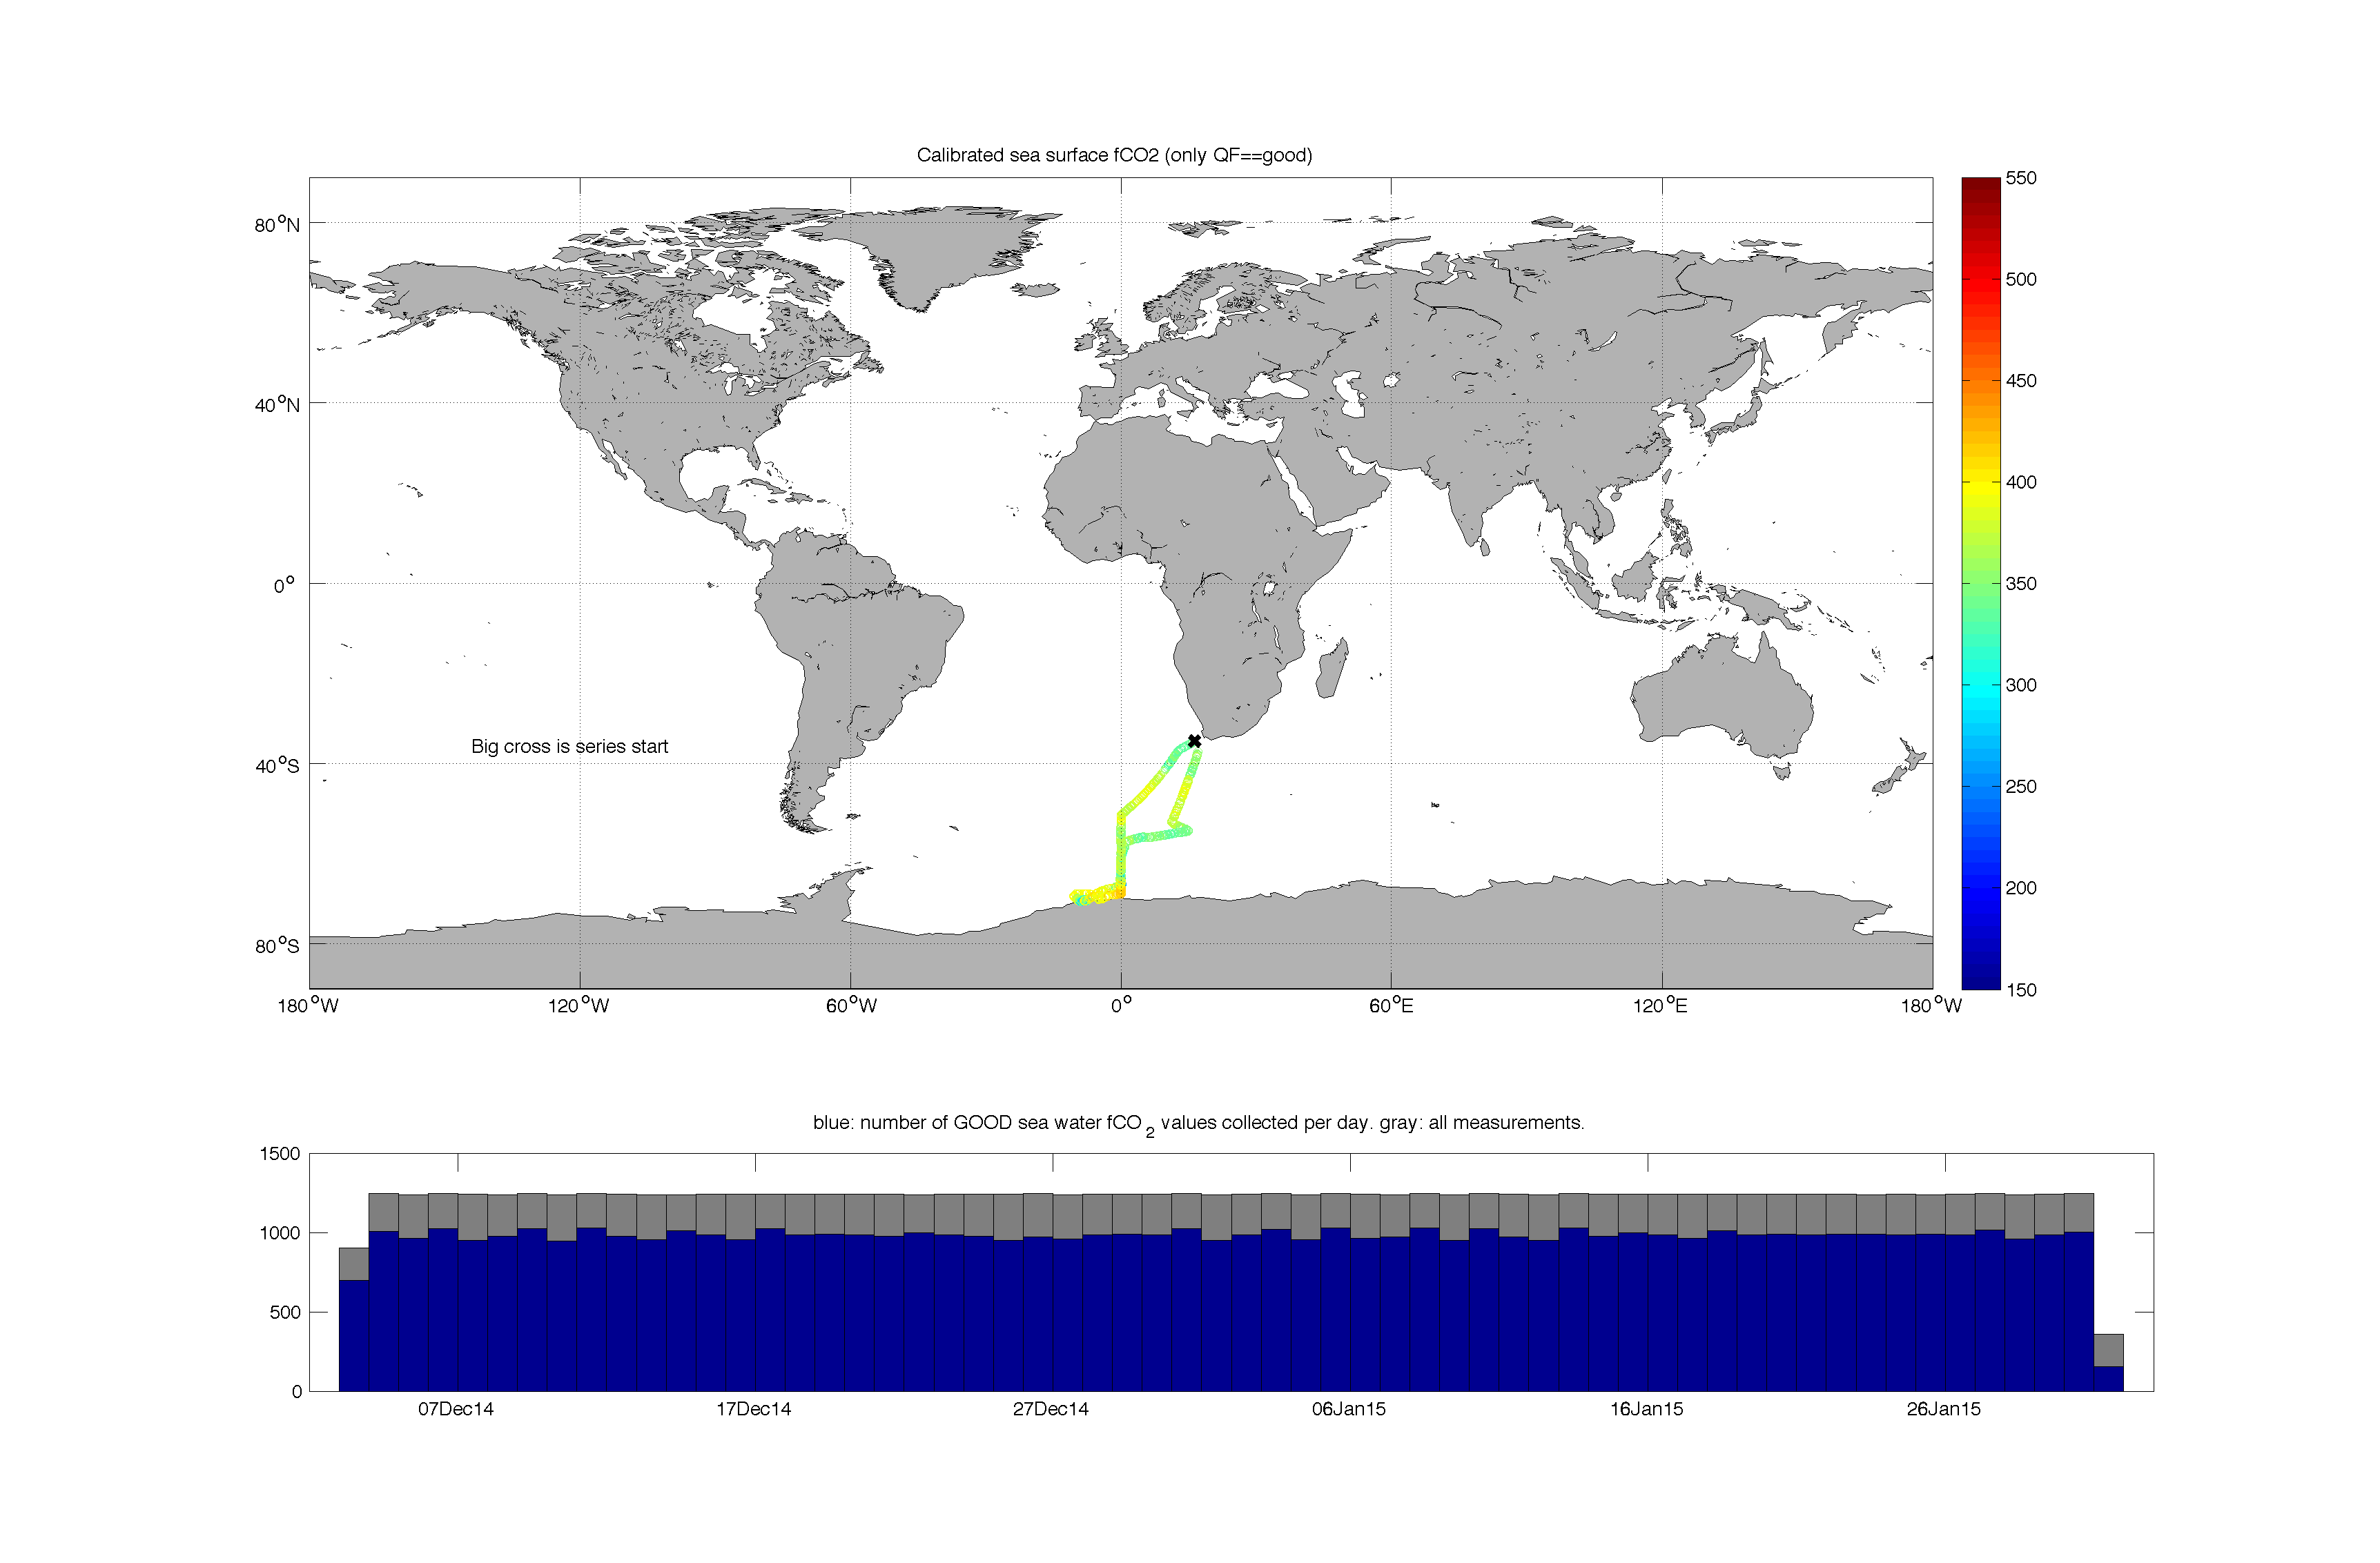 Calibrated sea surface fCO2 (only QF==good)
80°N
40°N
0°
40°S
80°S
180°W 120°W 60°W 0° 60°E 120°E 180°W
Big cross is series start
550
500
450
400
350
300
250
200
150
blue: number of GOOD sea water fCO2 values collected per day. gray: all measurements.
1500
1000
500
0
07Dec14 17Dec14 27Dec14 06Jan15 16Jan15 26Jan15